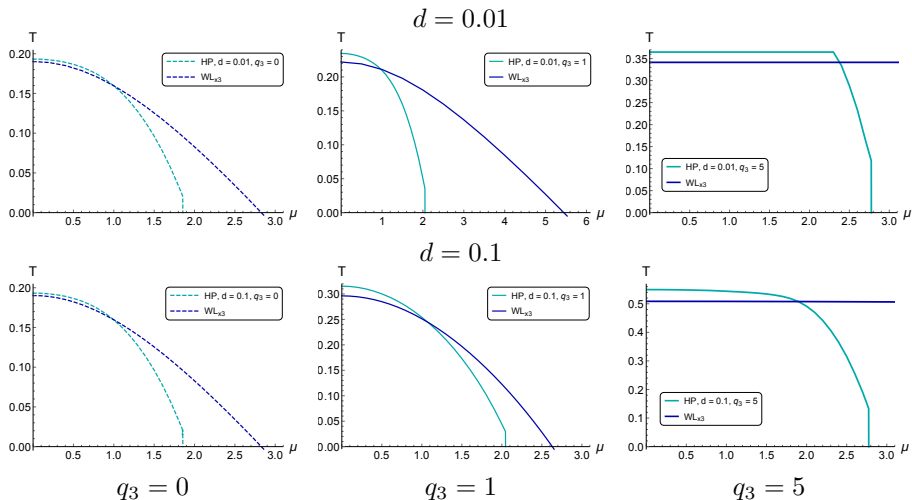 d = 0.01
T
0.20
0.15
0.10
0.05
0.00
0.5 1.0 1.5 2.0 2.5 3.0 μ
HP, d = 0.01, q3 = 0
WLx3
T
0.20
0.15
0.10
0.05
0.00
1 2 3 4 5 6 μ
HP, d = 0.01, q3 = 1
WLx3
T
0.35
0.30
0.25
0.35
0.15
0.10
0.05
0.00
0.5 1.0 1.5 2.0 2.5 3.0 μ
HP, d = 0.01, q3 = 5
WLx3
d = 0.1
T
0.20
0.15
0.10
0.05
0.00
0.5 1.0 1.5 2.0 2.5 3.0 μ
HP, d = 0.1, q3 = 0
WLx3
T
0.30
0.25
0.20
0.15
0.10
0.05
0.00
0.5 1.0 1.5 2.0 2.5 3.0 μ
HP, d = 0.1, q3 = 1
WLx3
T
0.5
0.4
0.3
0.2
0.1
0.0
0.5 1.0 1.5 2.0 2.5 3.0 μ
HP, d = 0.1, q3 = 5
WLx3
q3 = 0 q3 = 1 q3 = 5